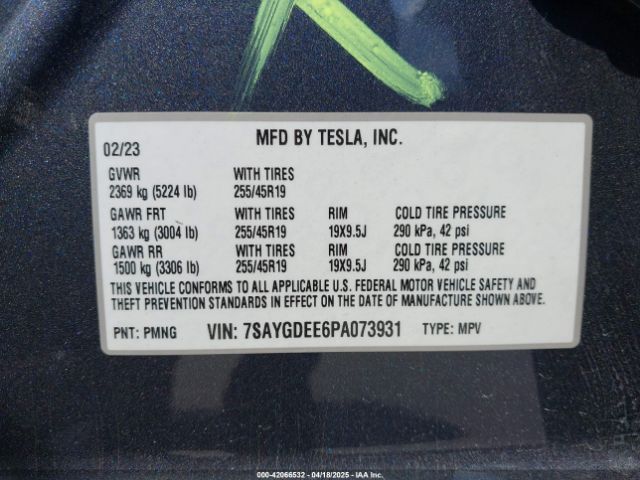 MFD BY TESLA, INC.
02/23
GVWR WITH TIRES
2369 kg (5224 lb) 255/45R19
GAWR FRT WITH TIRES RIM COLD TIRE PRESSURE
1363 kg (3004 lb) 255/45R19 19X9.5J 290 kPa, 42 psi
GAWR RR WITH TIRES RIM COLD TIRE PRESSURE
1500 kg (3306 lb) 255/45R19 19X9.5J 290 kPa, 42 psi
THIS VEHICLE CONFORMS TO ALL APPLICABLE U.S. FEDERAL MOTOR VEHICLE SAFETY AND
THEFT PREVENTION STANDARDS IN EFFECT ON THE DATE OF MANUFACTURE SHOWN ABOVE.
PNT: PMNG VIN: 7SAYGDEE6PA073931 TYPE: MPV
000-42066532 - 04/18/2025 - IAA Inc.